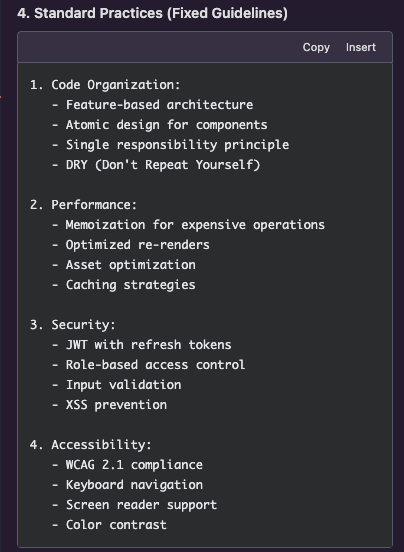 4. Standard Practices (Fixed Guidelines)
Copy Insert
1. Code Organization:
- Feature-based architecture
- Atomic design for components
- Single responsibility principle
- DRY (Don't Repeat Yourself)
2. Performance:
- Memoization for expensive operations
- Optimized re-renders
- Asset optimization
- Caching strategies
3. Security:
- JWT with refresh tokens
- Role-based access control
- Input validation
- XSS prevention
4. Accessibility:
- WCAG 2.1 compliance
- Keyboard navigation
- Screen reader support
- Color contrast